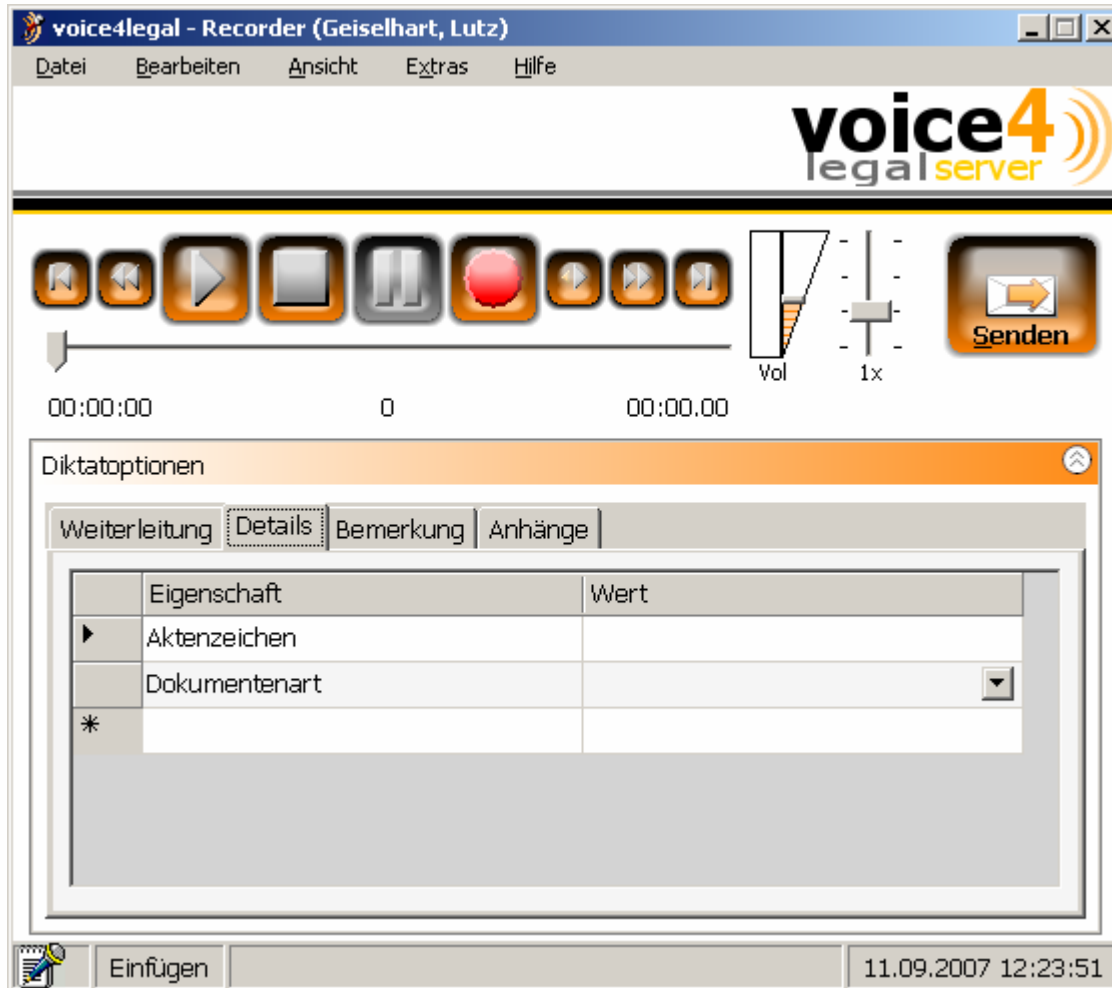 voice4legal - Recorder (Geiselhart, Lutz)
Datei Bearbeiten Ansicht Extras Hilfe
voice4
legal server
Senden
Vol 1x
00:00:00 0 00:00.00
Diktatoptionen
Weiterleitung Details Bemerkung Anhänge
Eigenschaft Wert
Aktenzeichen
Dokumentenart
Einfügen 11.09.2007 12:23:51